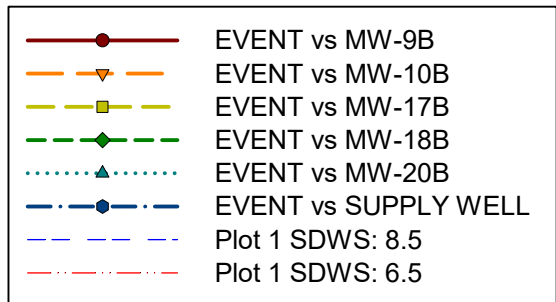 EVENT vs MW-9B
EVENT vs MW-10B
EVENT vs MW-17B
EVENT vs MW-18B
EVENT vs MW-20B
EVENT vs SUPPLY WELL
Plot 1 SDWS: 8.5
Plot 1 SDWS: 6.5